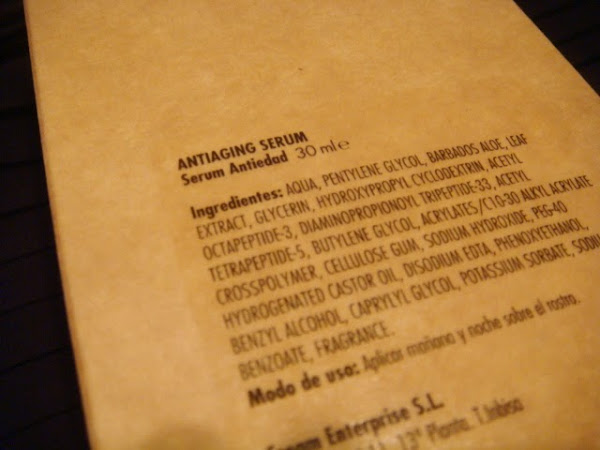 ANTIAGING SERUM
Serum Antiedad 30 ml e
Ingredientes: AQUA, PENTYLENE GLYCOL, BARBADOS ALOE, LEAF
EXTRACT, GLYCERIN, HYDROXYPROPYL CYCLODEXTRIN, ACETYL
OCTAPEPTIDE-3, DIAMINOPROPIONOYL TRIPEPTIDE-33, ACETYL
TETRAPEPTIDE-5, BUTYLENE GLYCOL, ACRYLATES/C10-30 ALKYL ACRYLATE
CROSSPOLYMER, CELLULOSE GUM, SODIUM HYDROXIDE, PEG-40
HYDROGENATED CASTOR OIL, DISODIUM EDTA, PHENOXYETHANOL,
BENZYL ALCOHOL, CAPRYLYL GLYCOL, POTASSIUM SORBATE,
BENZOATE, FRAGRANCE.
Modo de uso: Aplicar mañana y noche sobre el rostro.
Enterprise S.L.
13ª Planta. T.Inbisa